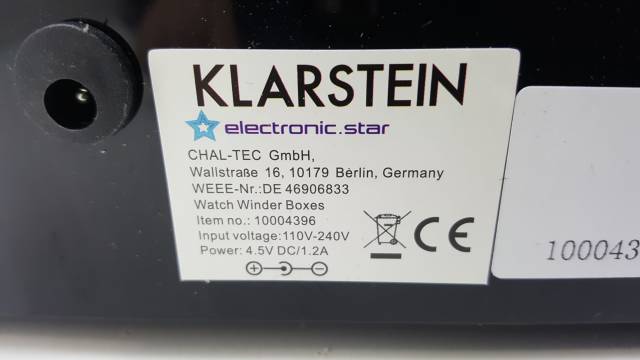 KLARSTEIN
electronic.star
CHAL-TEC GmbH,
Wallstraße 16, 10179 Berlin, Germany
WEEE-Nr.:DE 46906833
Watch Winder Boxes
Item no.: 10004396
Input voltage:110V-240V
Power: 4.5V DC/1.2A
CE
100043